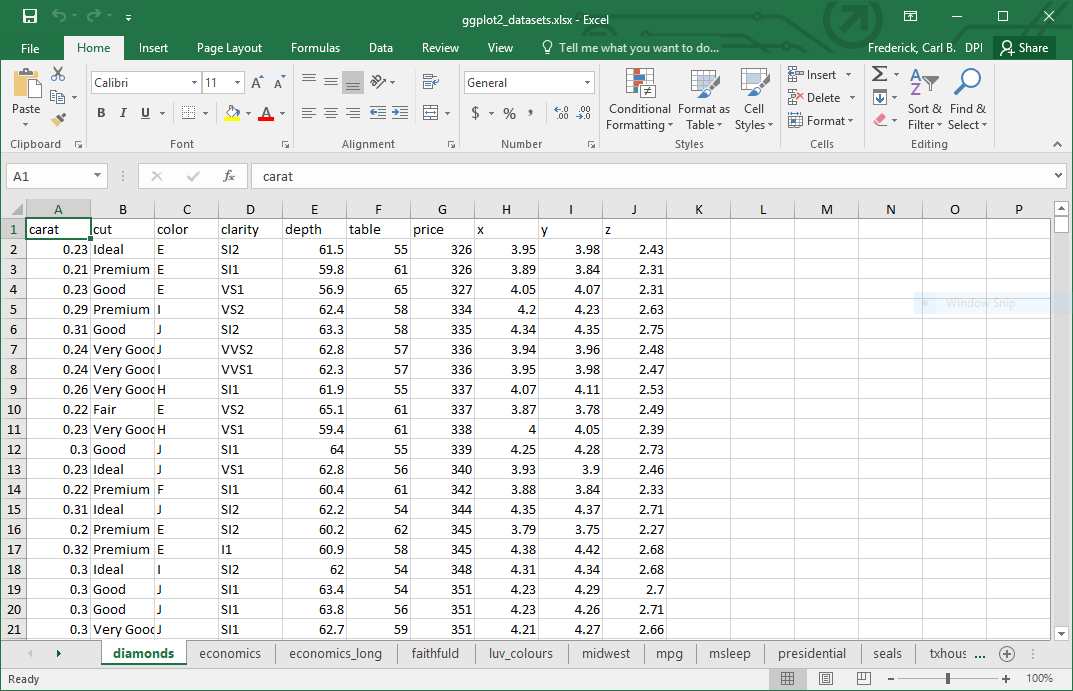 ggplot2_datasets.xlsx - Excel
File Home Insert Page Layout Formulas Data Review View Tell me what you want to do... Frederick, Carl B. DPI Share
Paste Calibri 11 A A General Conditional Formatting Format as Table Cell Styles Insert Delete Format Sort & Filter Find & Select
B I U A $ % , .0 .00 .00 .0
Clipboard Font Alignment Number Styles Cells Editing
A1 fx carat
A B C D E F G H I J K L M N O P
1 carat cut color clarity depth table price x y z
2 0.23 Ideal E SI2 61.5 55 326 3.95 3.98 2.43
3 0.21 Premium E SI1 59.8 61 326 3.89 3.84 2.31
4 0.23 Good E VS1 56.9 65 327 4.05 4.07 2.31
Window Snip
5 0.29 Premium I VS2 62.4 58 334 4.2 4.23 2.63
6 0.31 Good J SI2 63.3 58 335 4.34 4.35 2.75
7 0.24 Very Good J VVS2 62.8 57 336 3.94 3.96 2.48
8 0.24 Very Good I VVS1 62.3 57 336 3.95 3.98 2.47
9 0.26 Very Good H SI1 61.9 55 337 4.07 4.11 2.53
10 0.22 Fair E VS2 65.1 61 337 3.87 3.78 2.49
11 0.23 Very Good H VS1 59.4 61 338 4 4.05 2.39
12 0.3 Good J SI1 64 55 339 4.25 4.28 2.73
13 0.23 Ideal J VS1 62.8 56 340 3.93 3.9 2.46
14 0.22 Premium F SI1 60.4 61 342 3.88 3.84 2.33
15 0.31 Ideal J SI2 62.2 54 344 4.35 4.37 2.71
16 0.2 Premium E SI2 60.2 62 345 3.79 3.75 2.27
17 0.32 Premium E I1 60.9 58 345 4.38 4.42 2.68
18 0.3 Ideal I SI2 62 54 348 4.31 4.34 2.68
19 0.3 Good J SI1 63.4 54 351 4.23 4.29 2.7
20 0.3 Good J SI1 63.8 56 351 4.23 4.26 2.71
21 0.3 Very Good J SI1 62.7 59 351 4.21 4.27 2.66
diamonds economics economics_long faithfuld luv_colours midwest mpg msleep presidential seals txhous ...
Ready 100%